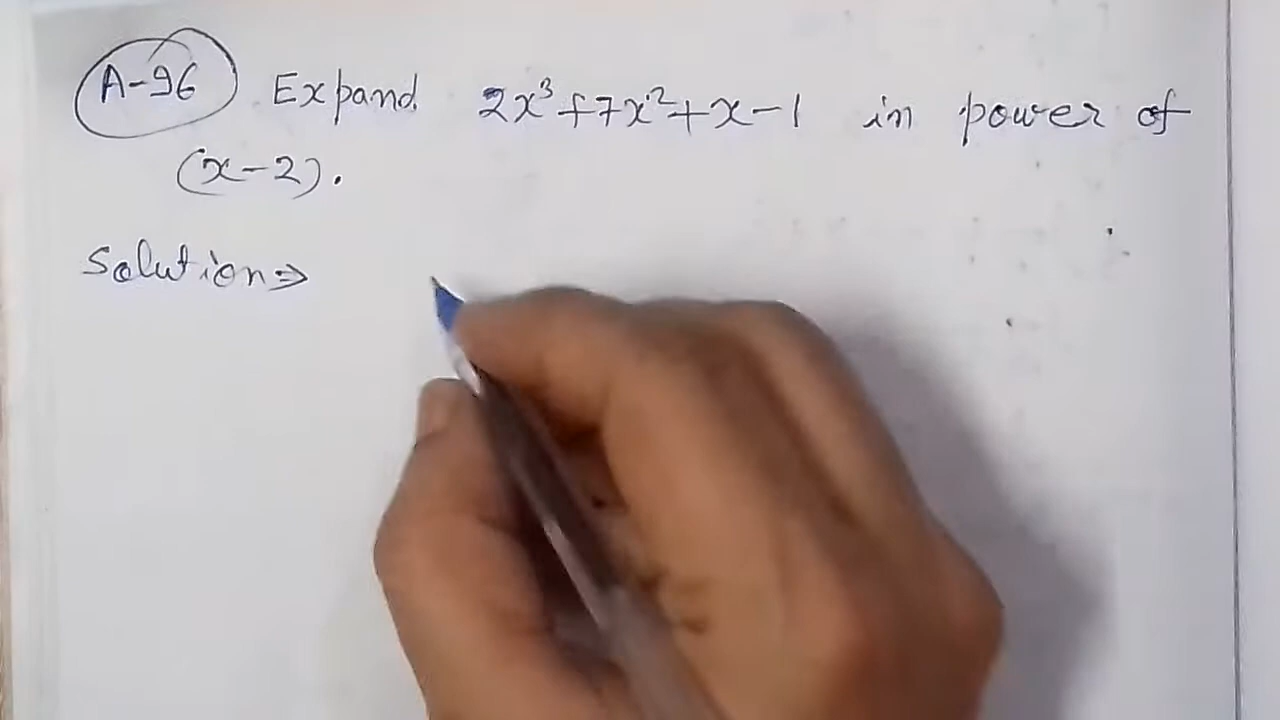 A-96 Expand 2x³+7x²+x-1 in power of
(x-2).
Solution⇒